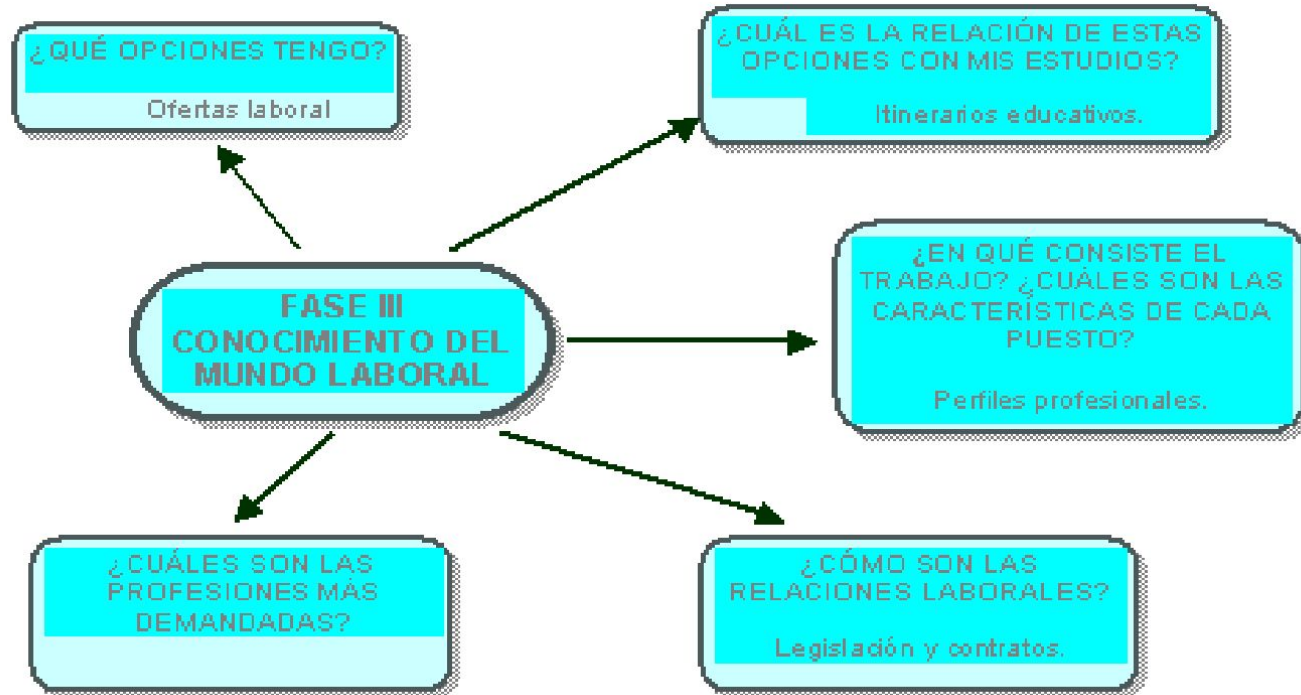 ¿QUÉ OPCIONES TENGO?
Ofertas laboral
¿CUÁL ES LA RELACIÓN DE ESTAS
OPCIONES CON MIS ESTUDIOS?
Itinerarios educativos.
FASE III
CONOCIMIENTO DEL
MUNDO LABORAL
¿EN QUÉ CONSISTE EL
TRABAJO? ¿CUÁLES SON LAS
CARACTERÍSTICAS DE CADA
PUESTO?
Perfiles profesionales.
¿CUÁLES SON LAS
PROFESIONES MÁS
DEMANDADAS?
¿CÓMO SON LAS
RELACIONES LABORALES?
Legislación y contratos.